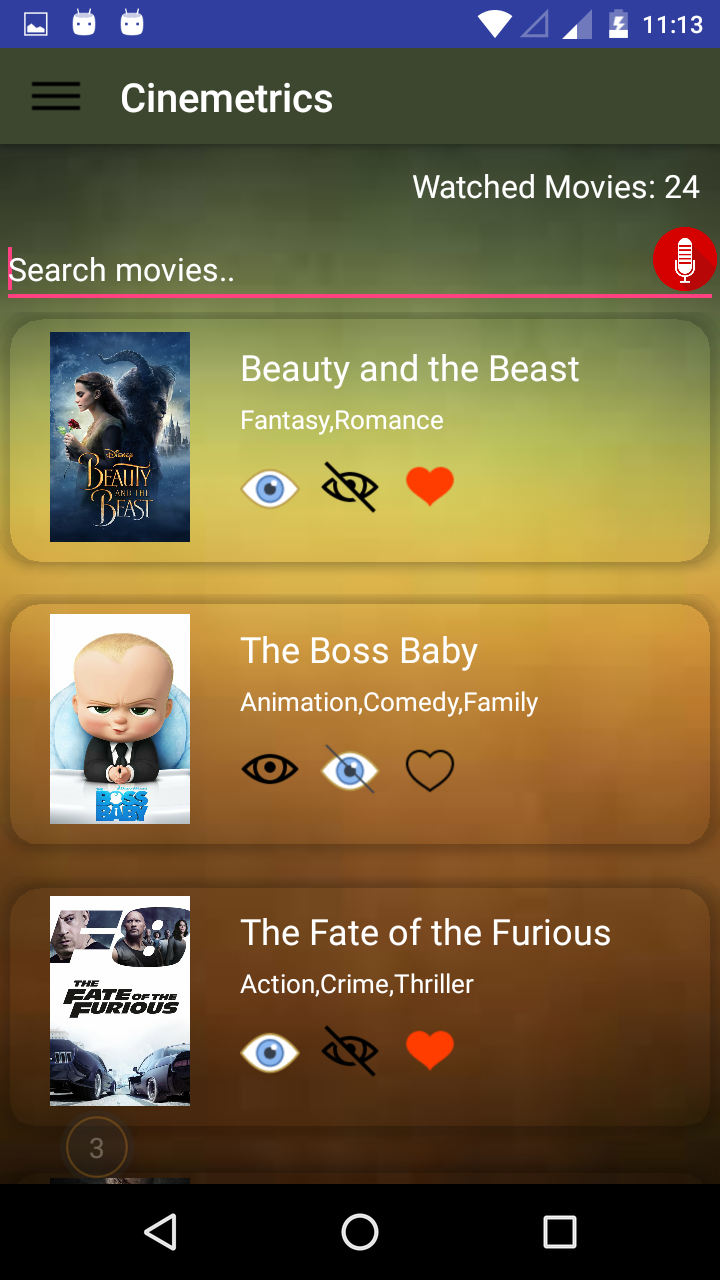 11:13
Cinemetrics
Watched Movies: 24
Search movies..
Beauty and the Beast
Fantasy,Romance
Disney
BEAUTY
AND THE
BEAST
The Boss Baby
Animation,Comedy,Family
THE
BOSS
BABY
The Fate of the Furious
Action,Crime,Thriller
F8
THE
FATE OF THE
FURIOUS
3